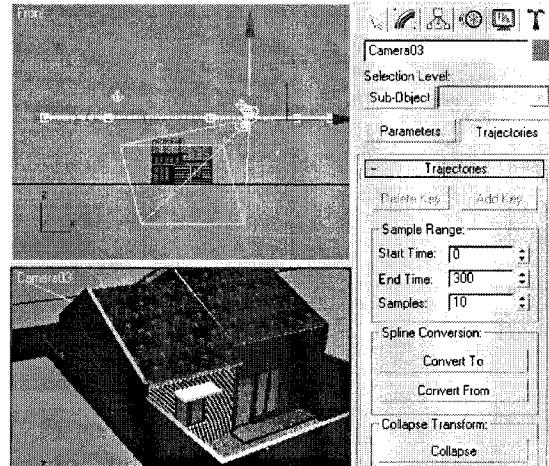 Front
z
x
Camera03
Camera03
Selection Level:
Sub-Object
Parameters
Trajectories
- Trajectories
Delete Key
Add Key
Sample Range:
Start Time: 0
End Time: 300
Samples: 10
Spline Conversion:
Convert To
Convert From
Collapse Transform:
Collapse